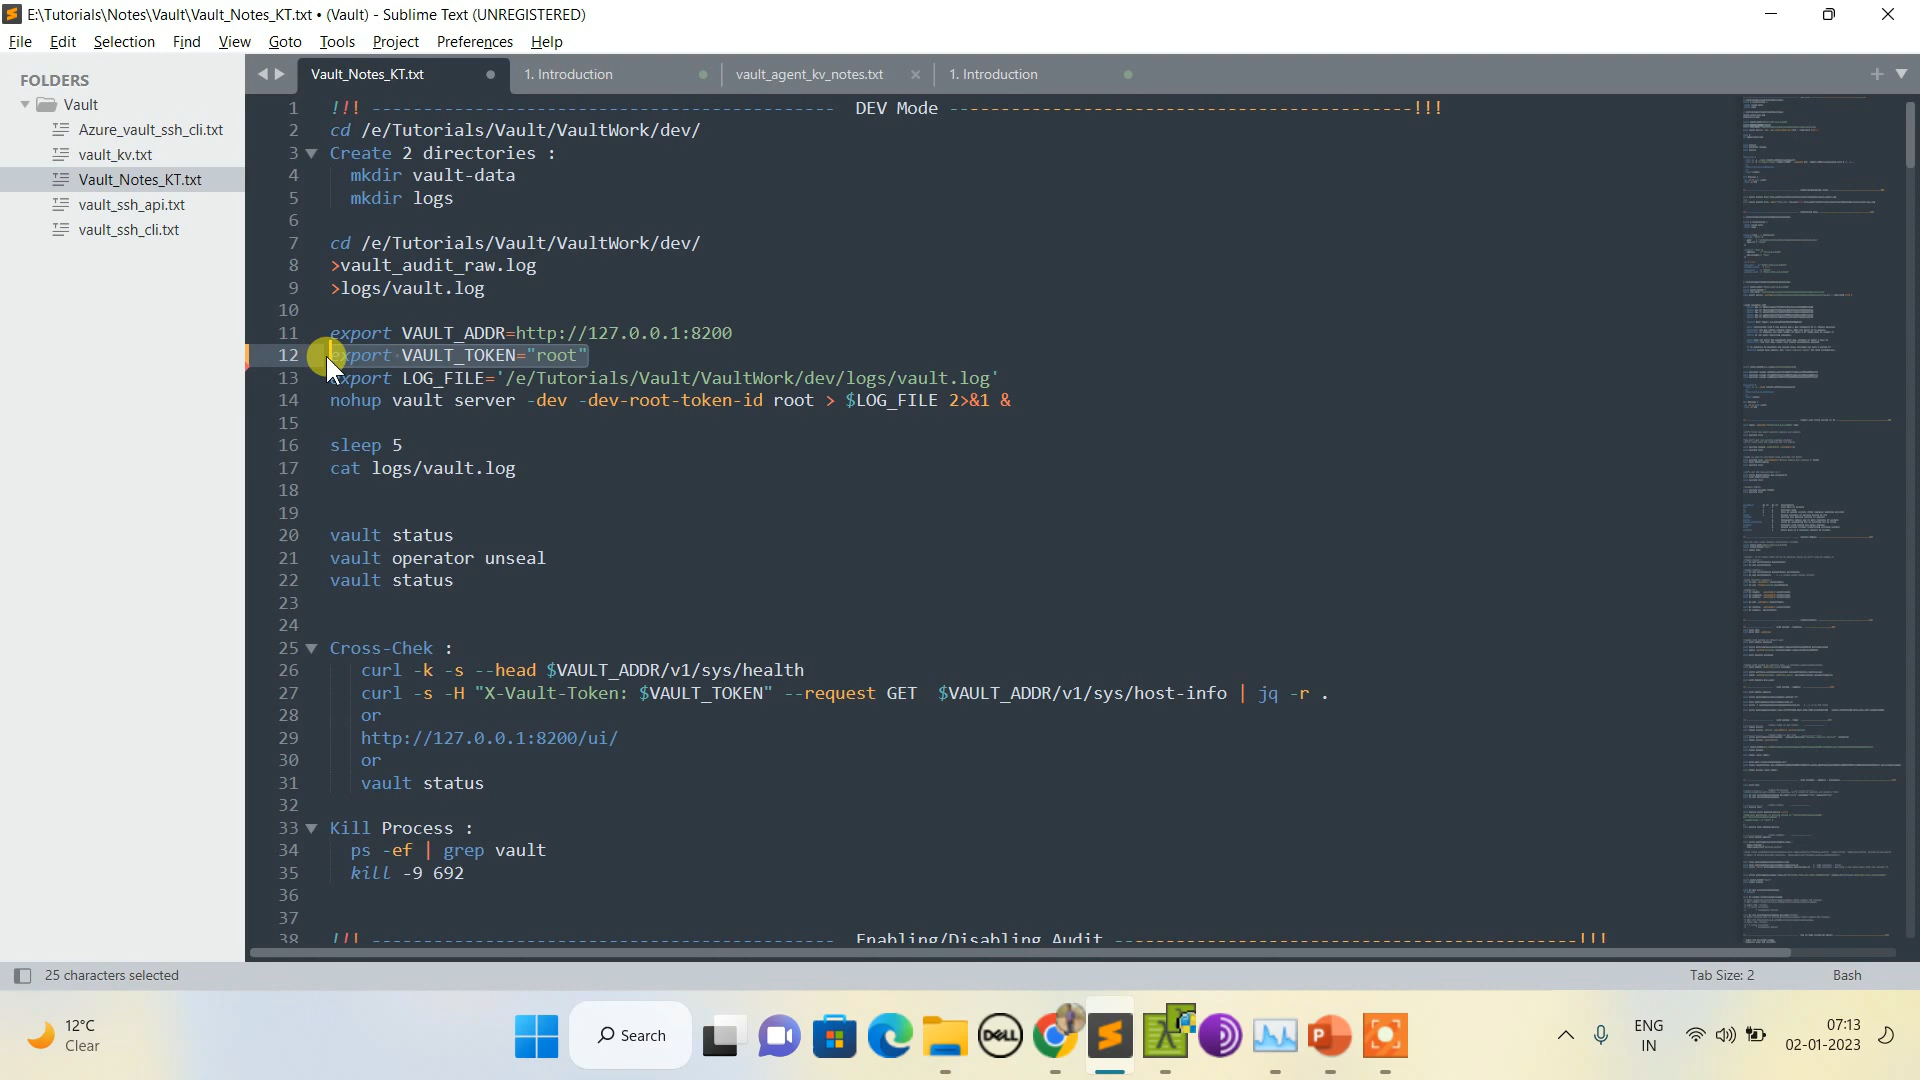 E:\Tutorials\Notes\Vault\Vault_Notes_KT.txt • (Vault) - Sublime Text (UNREGISTERED)
File Edit Selection Find View Goto Tools Project Preferences Help
FOLDERS
Vault
Azure_vault_ssh_cli.txt
vault_kv.txt
Vault_Notes_KT.txt
vault_ssh_api.txt
vault_ssh_cli.txt
Vault_Notes_KT.txt 1. Introduction vault_agent_kv_notes.txt 1. Introduction
1 !!! --------------------------------------------- DEV Mode ---------------------------------------------!!!
2 cd /e/Tutorials/Vault/VaultWork/dev/
3 Create 2 directories :
4 mkdir vault-data
5 mkdir logs
6
7 cd /e/Tutorials/Vault/VaultWork/dev/
8 >vault_audit_raw.log
9 >logs/vault.log
10
11 export VAULT_ADDR=http://127.0.0.1:8200
12 export VAULT_TOKEN="root"
13 export LOG_FILE='/e/Tutorials/Vault/VaultWork/dev/logs/vault.log'
14 nohup vault server -dev -dev-root-token-id root > $LOG_FILE 2>&1 &
15
16 sleep 5
17 cat logs/vault.log
18
19
20 vault status
21 vault operator unseal
22 vault status
23
24
25 Cross-Chek :
26 curl -k -s --head $VAULT_ADDR/v1/sys/health
27 curl -s -H "X-Vault-Token: $VAULT_TOKEN" --request GET $VAULT_ADDR/v1/sys/host-info | jq -r .
28 or
29 http://127.0.0.1:8200/ui/
30 or
31 vault status
32
33 Kill Process :
34 ps -ef | grep vault
35 kill -9 692
36
37
38 !!! --------------------------------------------- Enabling/Disabling Audit ---------------------------------------------!!!
25 characters selected
Tab Size: 2
Bash
12°C
Clear
Search
DELL
ENG
IN
07:13
02-01-2023